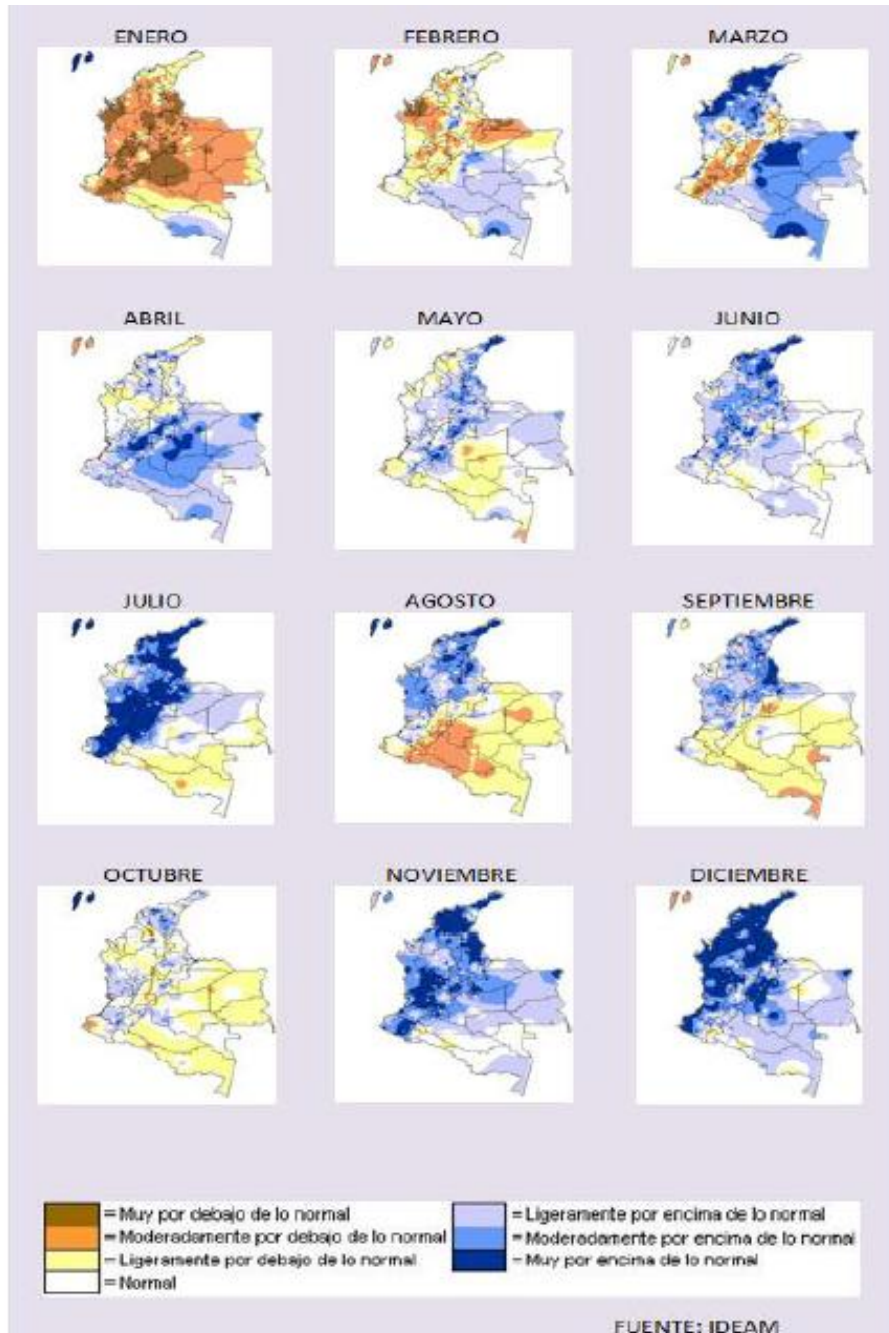 ENERO
FEBRERO
MARZO
ABRIL
MAYO
JUNIO
JULIO
AGOSTO
SEPTIEMBRE
OCTUBRE
NOVIEMBRE
DICIEMBRE
= Muy por debajo de lo normal
= Moderadamente por debajo de lo normal
= Ligeramente por debajo de lo normal
= Normal
= Ligeramente por encima de lo normal
= Moderadamente por encima de lo normal
= Muy por encima de lo normal
FUENTE: IDEAM